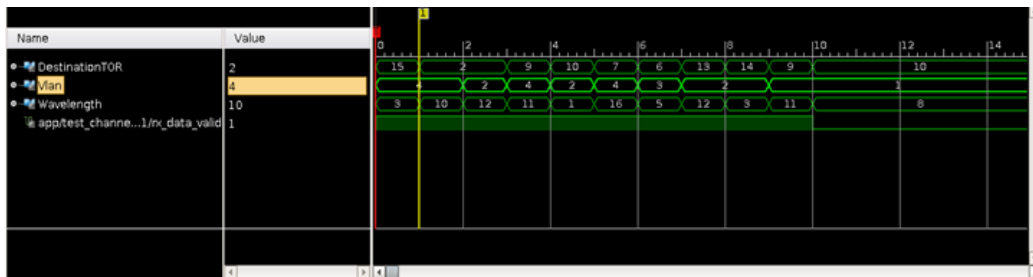 1
Name Value
0 2 4 6 8 10 12 14
DestinationTOR 2 15 2 9 10 7 6 13 14 9 10
Vlan 4 4 2 4 2 4 3 2 1
Wavelength 10 3 10 12 11 1 16 5 12 3 11 8
app/test_channe...1/rx_data_valid 1